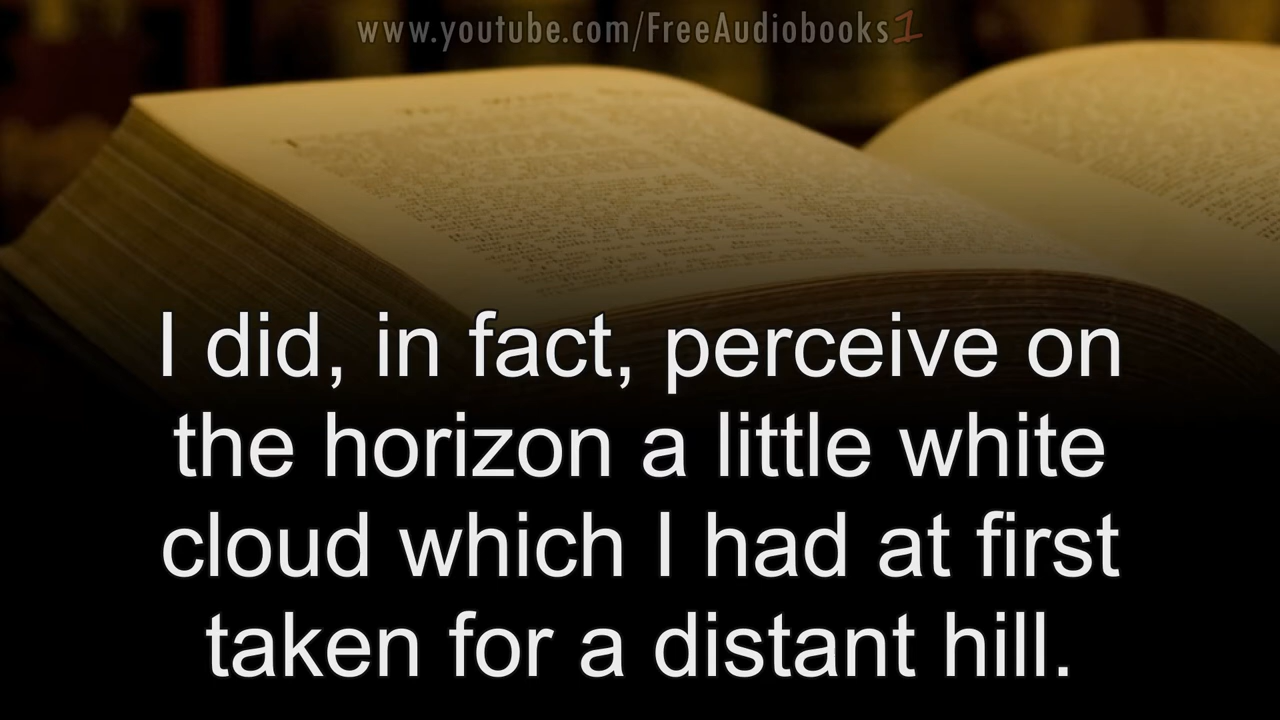 www.youtube.com/FreeAudiobooks1
I did, in fact, perceive on
the horizon a little white
cloud which I had at first
taken for a distant hill.